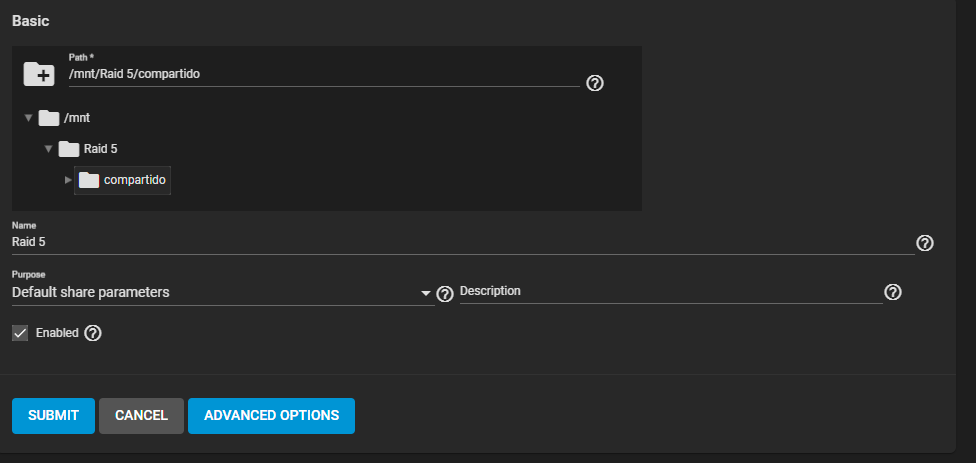 Basic
Path *
/mnt/Raid 5/compartido
/mnt
Raid 5
compartido
Name
Raid 5
Purpose
Default share parameters
Description
Enabled
SUBMIT CANCEL ADVANCED OPTIONS